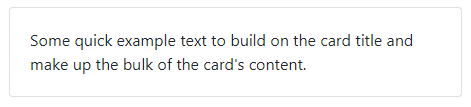 Some quick example text to build on the card title and
make up the bulk of the card's content.